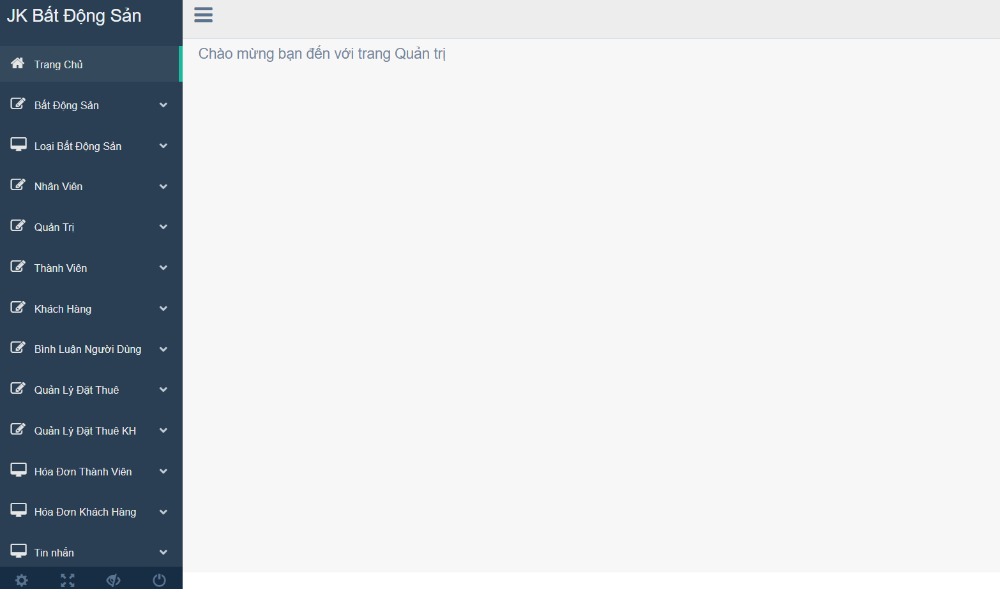 JK Bất Động Sản
Trang Chủ
Bất Động Sản
Loại Bất Động Sản
Nhân Viên
Quản Trị
Thành Viên
Khách Hàng
Bình Luận Người Dùng
Quản Lý Đặt Thuê
Quản Lý Đặt Thuê KH
Hóa Đơn Thành Viên
Hóa Đơn Khách Hàng
Tin nhắn
Chào mừng bạn đến với trang Quản trị